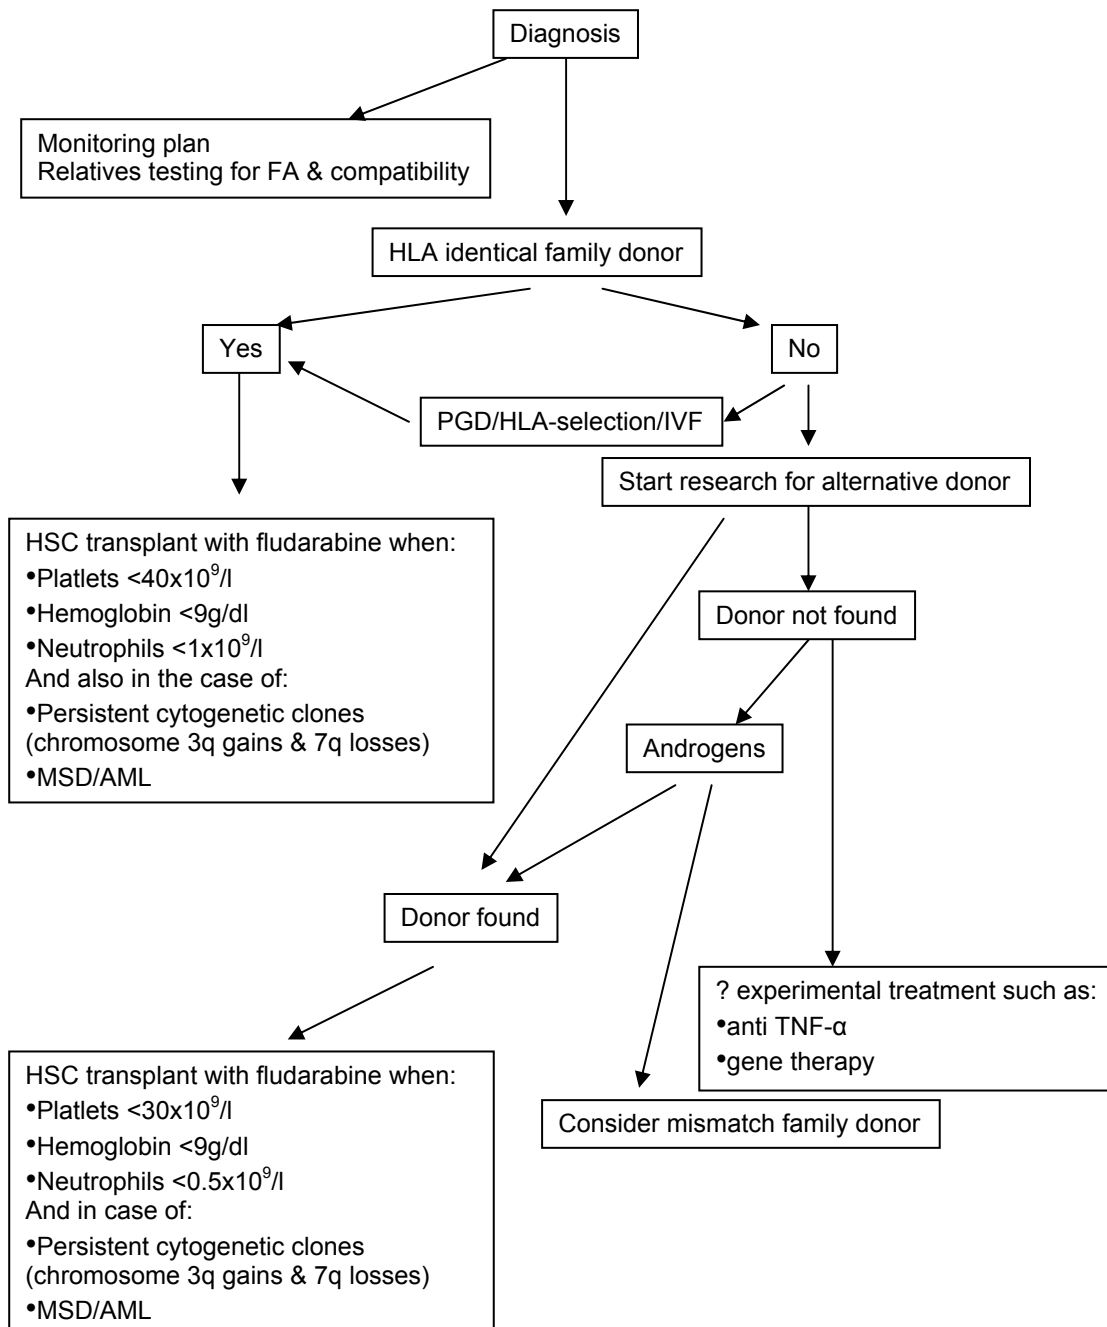 Diagnosis
Monitoring plan
Relatives testing for FA & compatibility
HLA identical family donor
Yes
No
PGD/HLA-selection/IVF
Start research for alternative donor
HSC transplant with fludarabine when:
•Platlets <40x10⁹/l
•Hemoglobin <9g/dl
•Neutrophils <1x10⁹/l
And also in the case of:
•Persistent cytogenetic clones
(chromosome 3q gains & 7q losses)
•MSD/AML
Donor not found
Androgens
Donor found
? experimental treatment such as:
•anti TNF-α
•gene therapy
Consider mismatch family donor
HSC transplant with fludarabine when:
•Platlets <30x10⁹/l
•Hemoglobin <9g/dl
•Neutrophils <0.5x10⁹/l
And in case of:
•Persistent cytogenetic clones
(chromosome 3q gains & 7q losses)
•MSD/AML